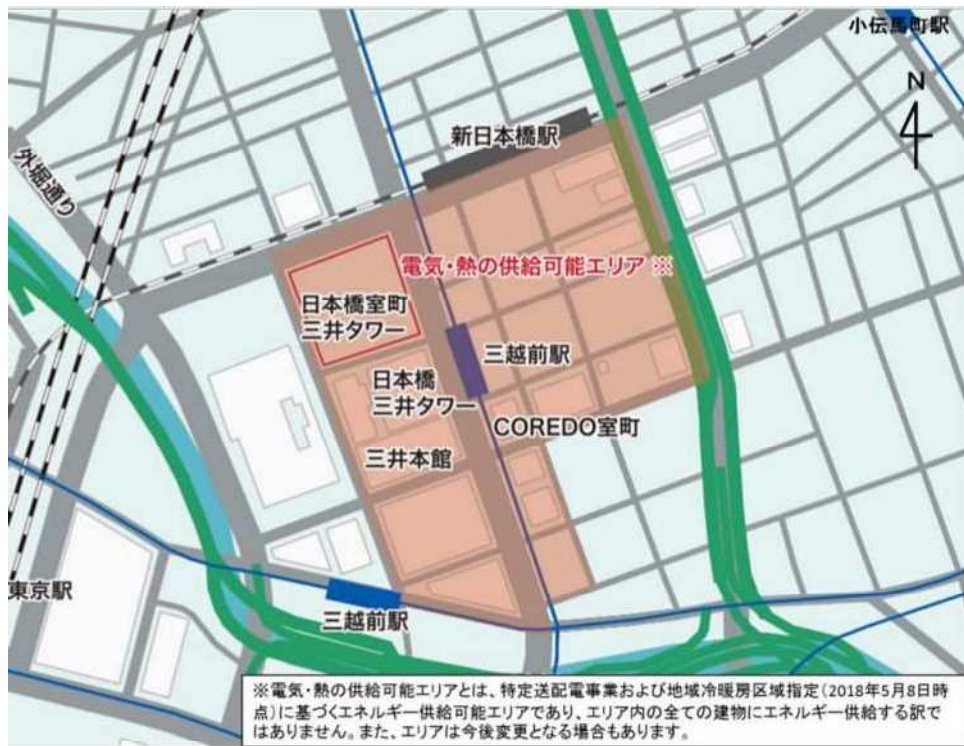 小伝馬町駅
N
新日本橋駅
外堀通り
電気・熱の供給可能エリア ※
日本橋室町
三井タワー
三越前駅
日本橋
三井タワー
COREDO室町
三井本館
東京駅
三越前駅
※電気・熱の供給可能エリアとは、特定送配電事業および地域冷暖房区域指定（2018年5月8日時
点）に基づくエネルギー供給可能エリアであり、エリア内の全ての建物にエネルギー供給する訳で
はありません。また、エリアは今後変更となる場合もあります。